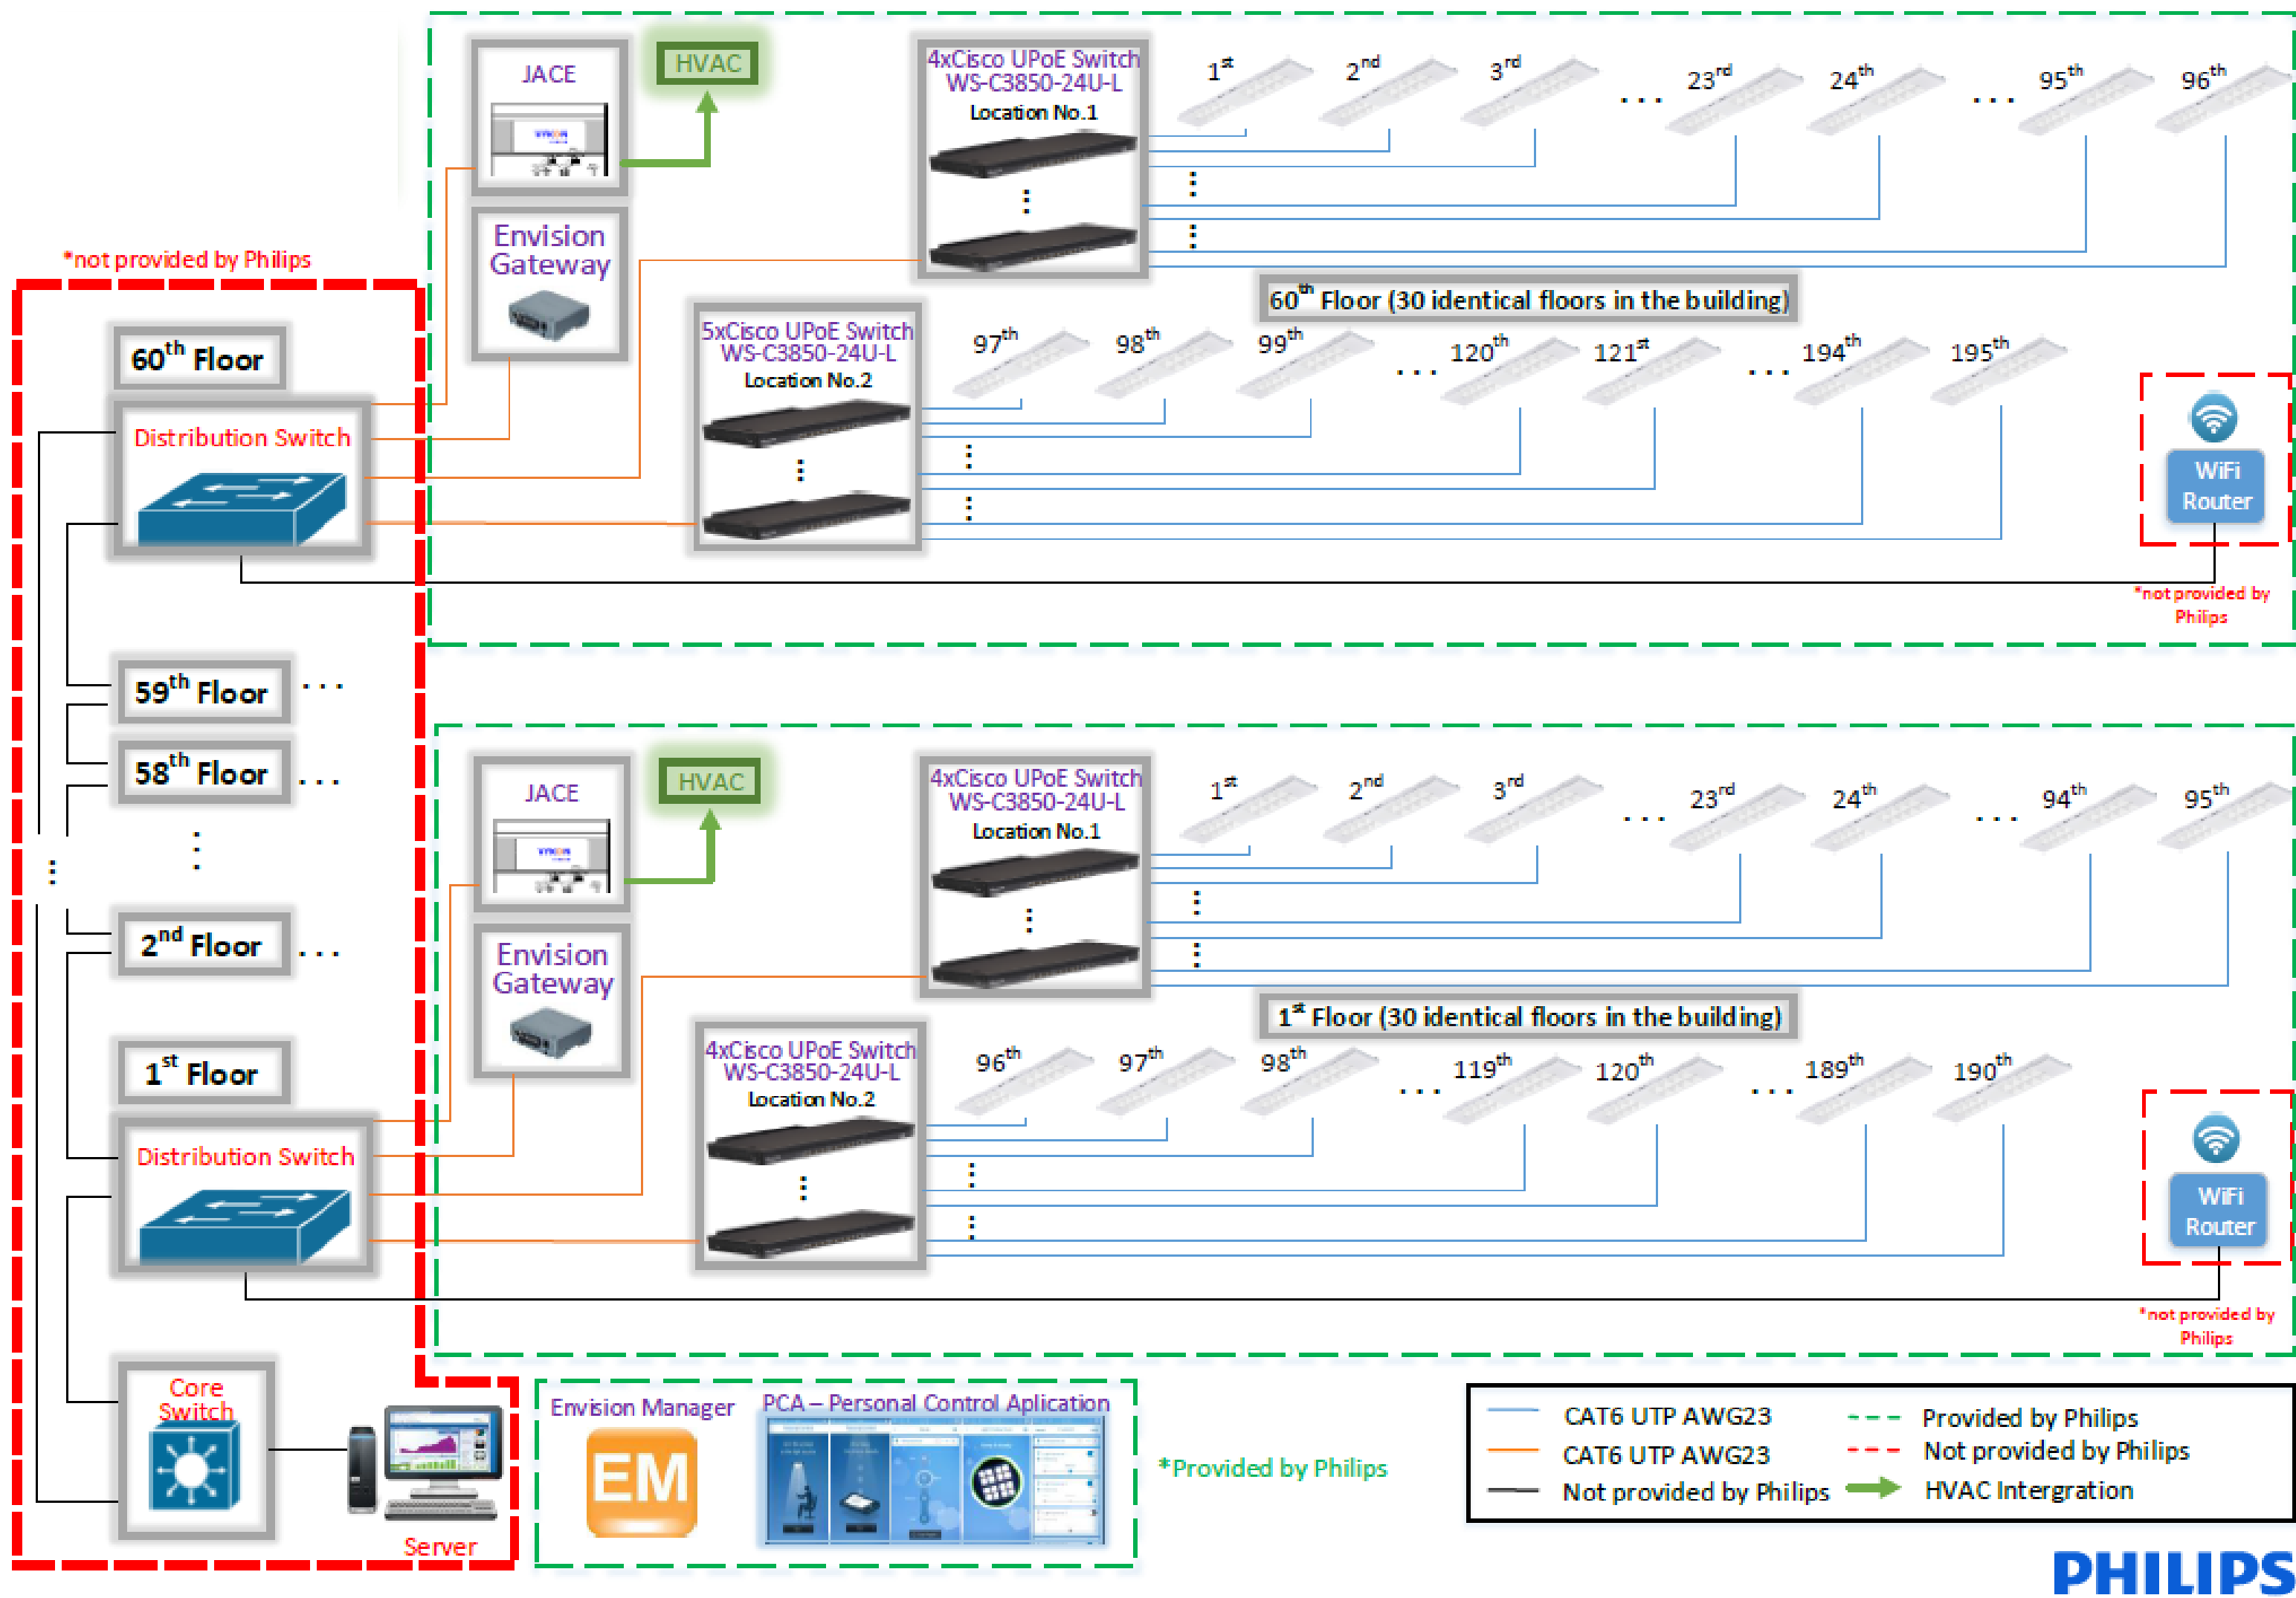 JACE
HVAC
4xCisco UPoE Switch
WS-C3850-24U-L
Location No.1
1st
2nd
3rd
. . .
23rd
24th
. . .
95th
96th
Envision
Gateway
*not provided by Philips
60th Floor (30 identical floors in the building)
5xCisco UPoE Switch
WS-C3850-24U-L
Location No.2
97th
98th
99th
. . .
120th
121st
. . .
194th
195th
60th Floor
Distribution Switch
WiFi
Router
*not provided by
Philips
59th Floor
. . .
58th Floor
. . .
2nd Floor
. . .
1st Floor
Distribution Switch
JACE
HVAC
4xCisco UPoE Switch
WS-C3850-24U-L
Location No.1
1st
2nd
3rd
. . .
23rd
24th
. . .
94th
95th
Envision
Gateway
1st Floor (30 identical floors in the building)
4xCisco UPoE Switch
WS-C3850-24U-L
Location No.2
96th
97th
98th
. . .
119th
120th
. . .
189th
190th
WiFi
Router
*not provided by
Philips
Core
Switch
Server
Envision Manager
EM
PCA – Personal Control Aplication
*Provided by Philips
CAT6 UTP AWG23
CAT6 UTP AWG23
Not provided by Philips
Provided by Philips
Not provided by Philips
HVAC Intergration
PHILIPS